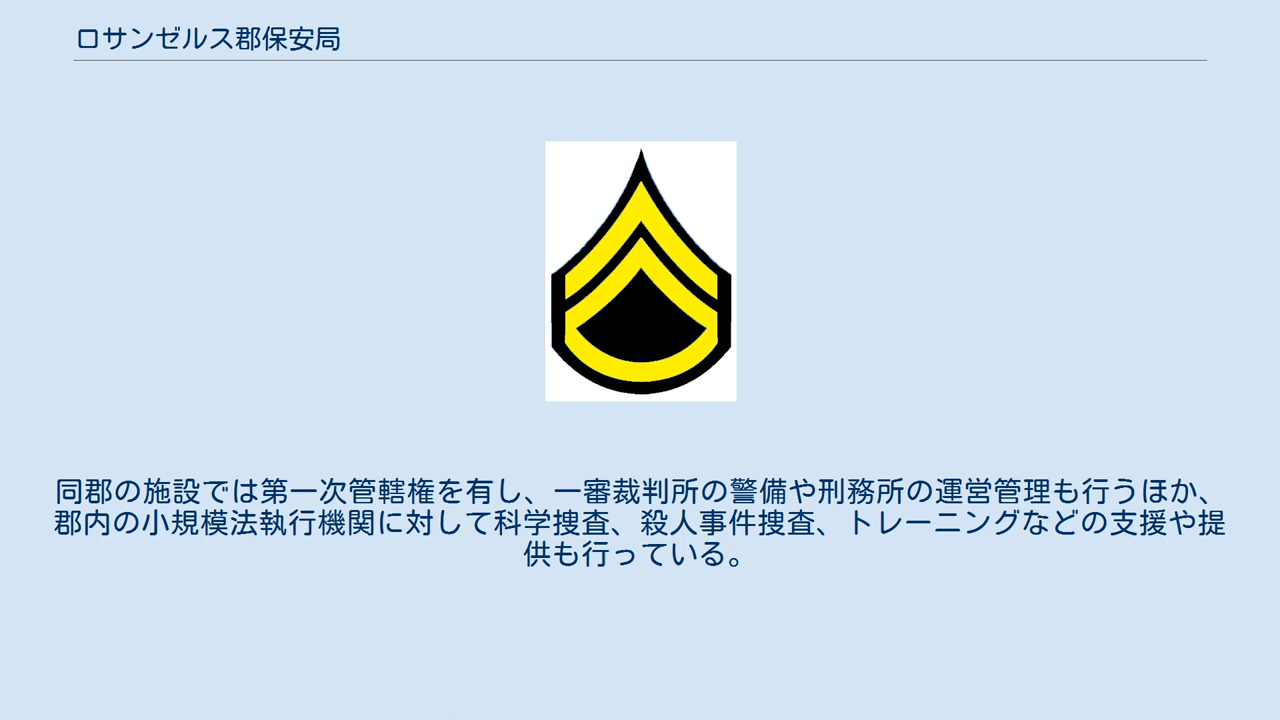 ロサンゼルス郡保安局
同郡の施設では第一次管轄権を有し、一審裁判所の警備や刑務所の運営管理も行うほか、
郡内の小規模法執行機関に対して科学捜査、殺人事件捜査、トレーニングなどの支援や提
供も行っている。